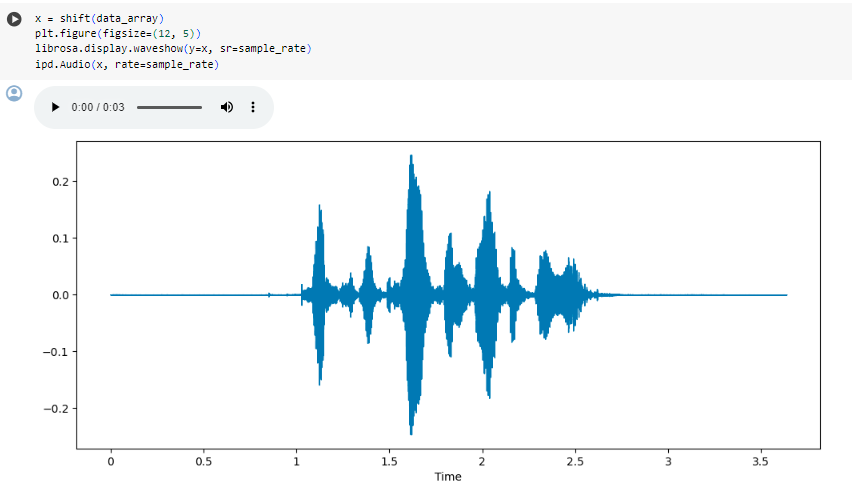 x = shift(data_array)
plt.figure(figsize=(12, 5))
librosa.display.waveshow(y=x, sr=sample_rate)
ipd.Audio(x, rate=sample_rate)
0:00 / 0:03
0.2
0.1
0.0
−0.1
−0.2
0 0.5 1 1.5 2 2.5 3 3.5
Time